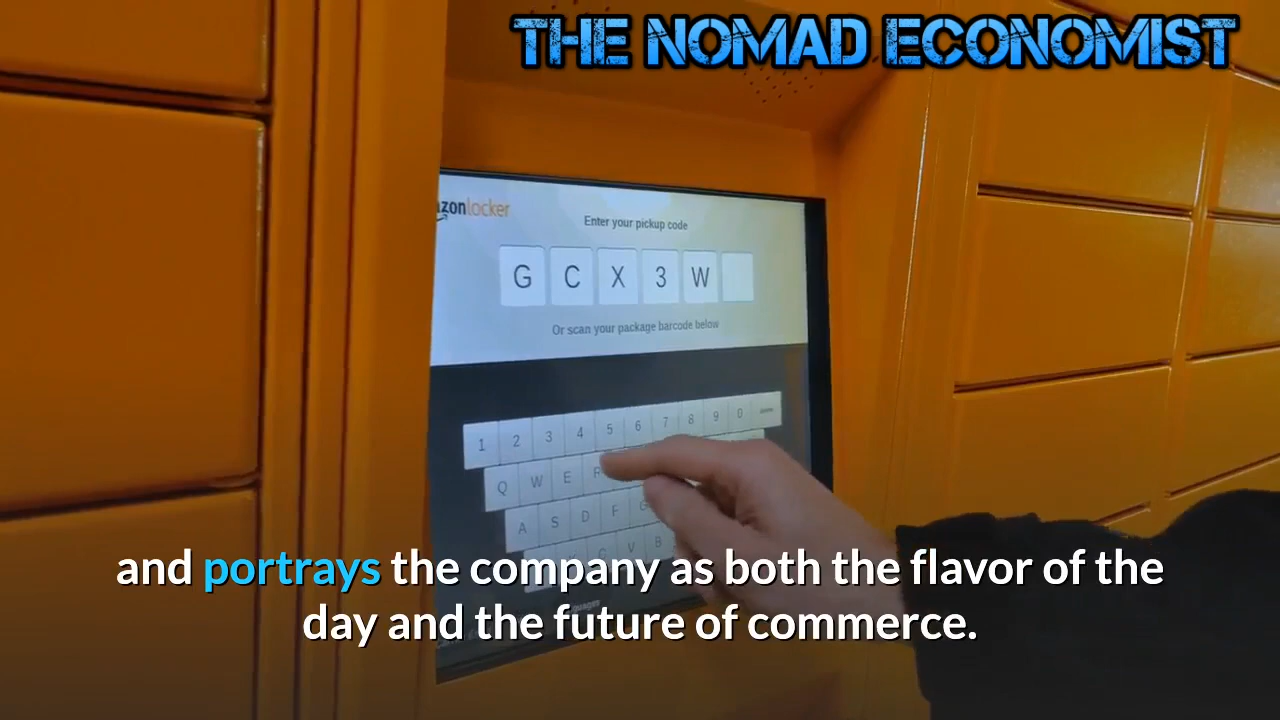 THE NOMAD ECONOMIST
azonlocker
Enter your pickup code
G C X 3 W
Or scan your package barcode below
1 2 3 4 5 6 7 8 9 0
Q W E R
A S D F G
C V B
and portrays the company as both the flavor of the
day and the future of commerce.